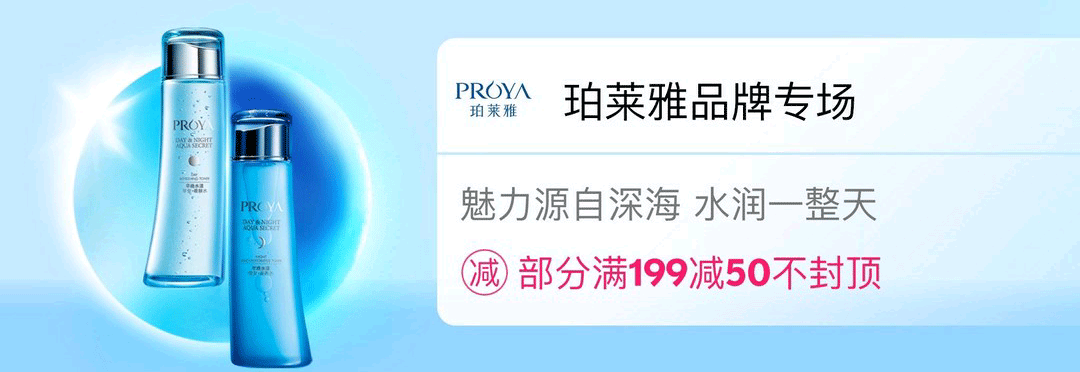 PROYA
DAY & NIGHT
AQUA SECRET
DAY
PROYA
DAY & NIGHT
AQUA SECRET
NIGHT
PROYA
珀莱雅
珀莱雅品牌专场
魅力源自深海 水润一整天
减 部分满199减50不封顶